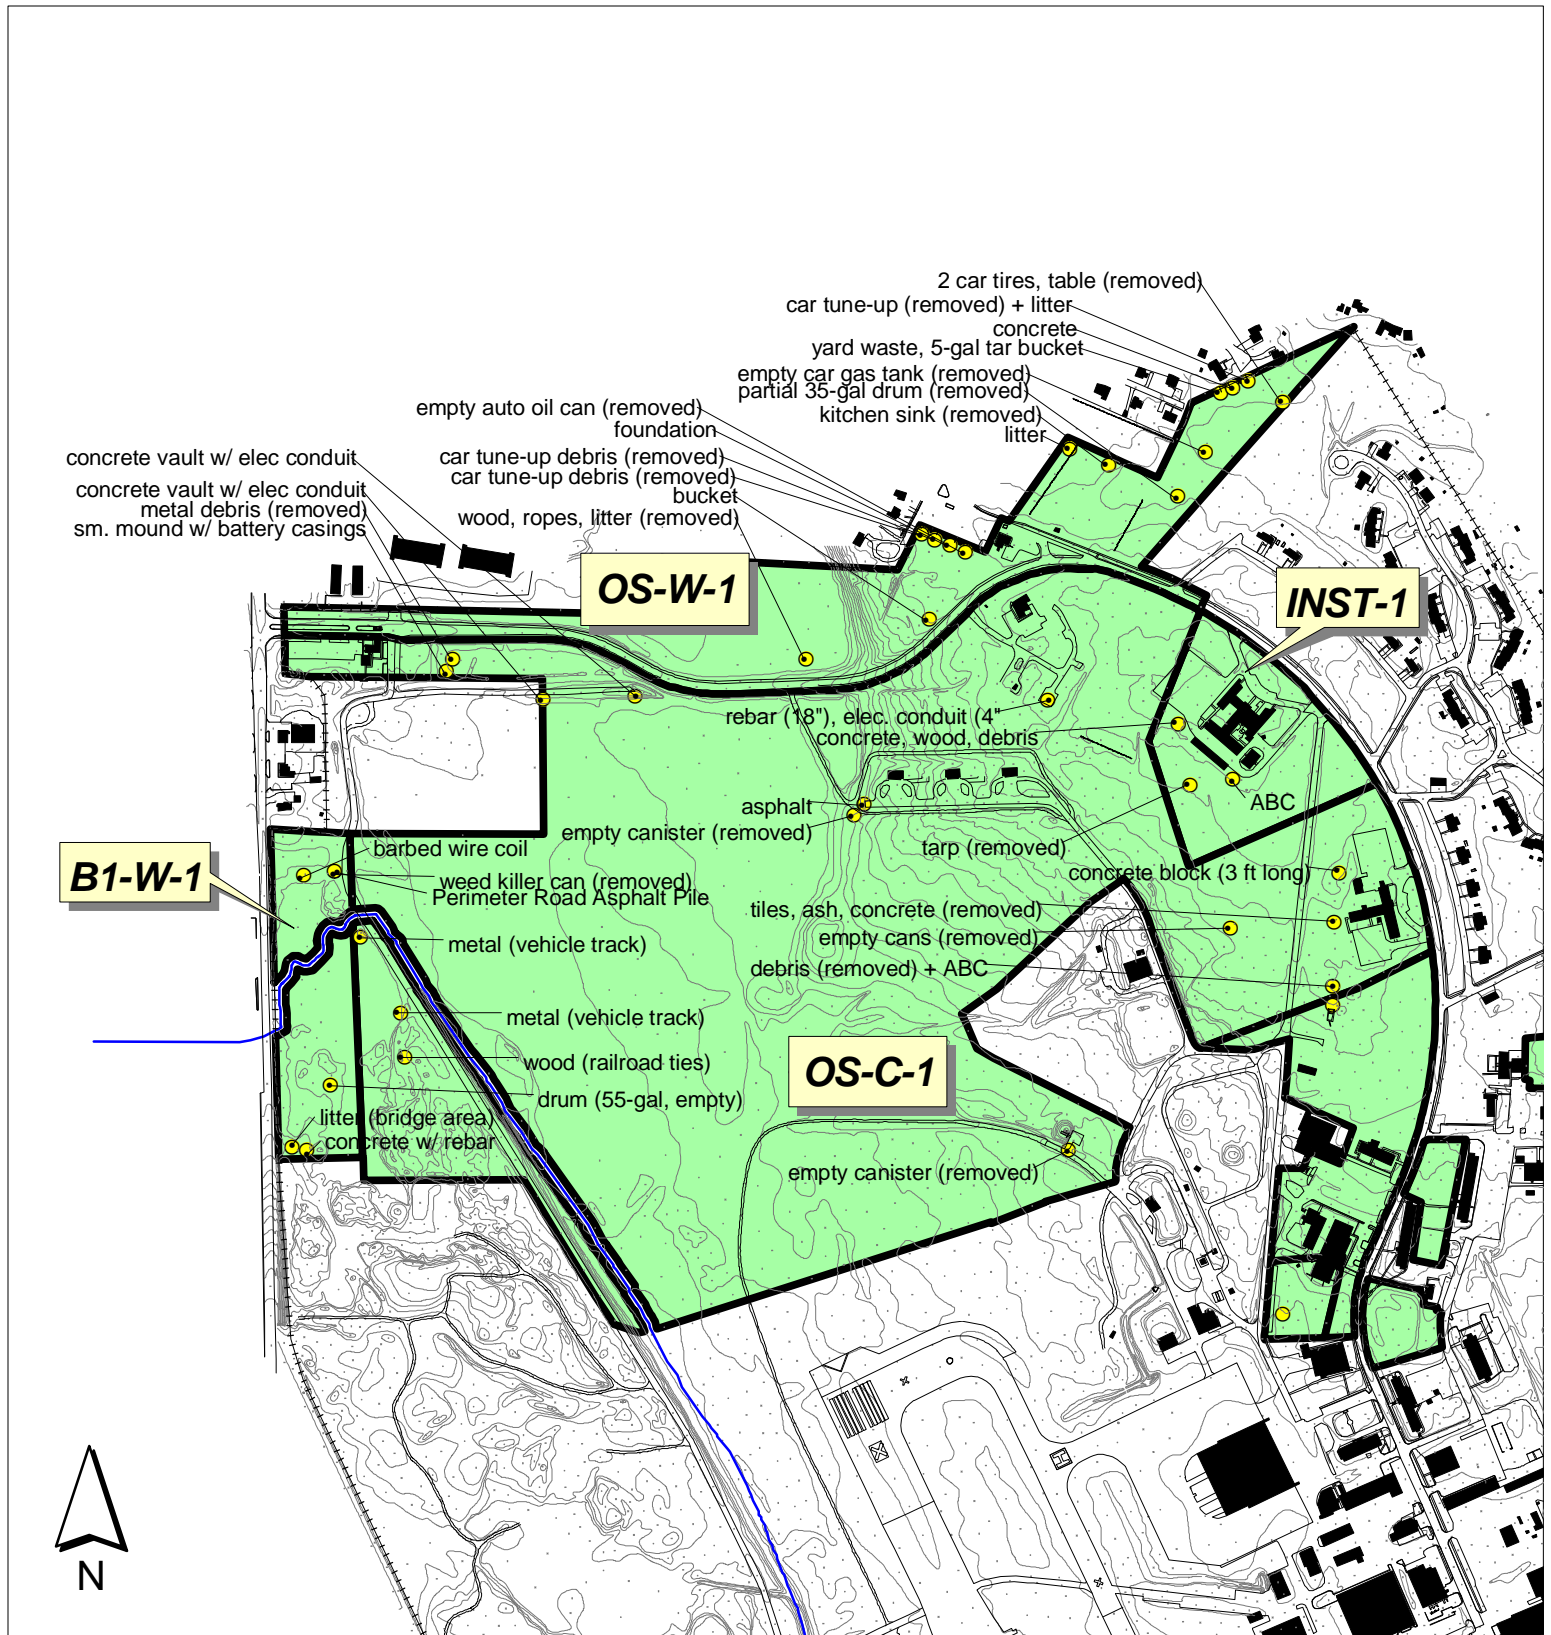 2 car tires, table (removed)
car tune-up (removed) + litter
concrete
yard waste, 5-gal tar bucket
empty car gas tank (removed)
partial 35-gal drum (removed)
kitchen sink (removed)
litter
empty auto oil can (removed)
foundation
car tune-up debris (removed)
car tune-up debris (removed)
bucket
wood, ropes, litter (removed)
concrete vault w/ elec conduit
concrete vault w/ elec conduit
metal debris (removed)
sm. mound w/ battery casings
OS-W-1
INST-1
rebar (18"), elec. conduit (4"
concrete, wood, debris
asphalt
empty canister (removed)
ABC
tarp (removed)
concrete block (3 ft long)
B1-W-1
barbed wire coil
weed killer can (removed)
Perimeter Road Asphalt Pile
metal (vehicle track)
tiles, ash, concrete (removed)
empty cans (removed)
debris (removed) + ABC
metal (vehicle track)
wood (railroad ties)
OS-C-1
drum (55-gal, empty)
litter (bridge area)
concrete w/ rebar
empty canister (removed)
N